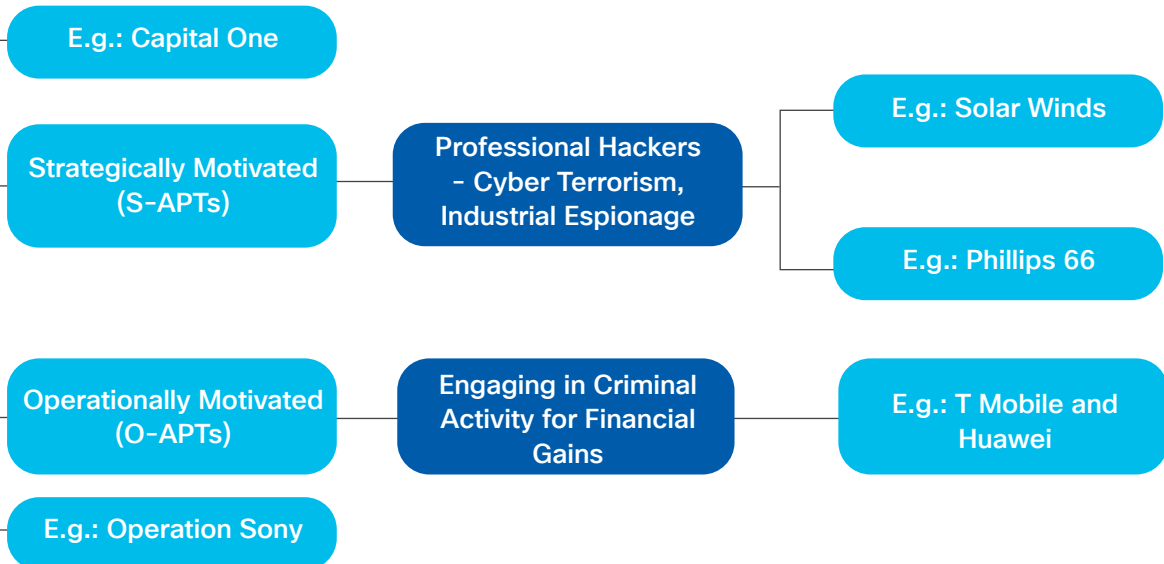 E.g.: Capital One
Strategically Motivated
(S-APTs)
Professional Hackers
- Cyber Terrorism,
Industrial Espionage
E.g.: Solar Winds
E.g.: Phillips 66
Operationally Motivated
(O-APTs)
Engaging in Criminal
Activity for Financial
Gains
E.g.: T Mobile and
Huawei
E.g.: Operation Sony